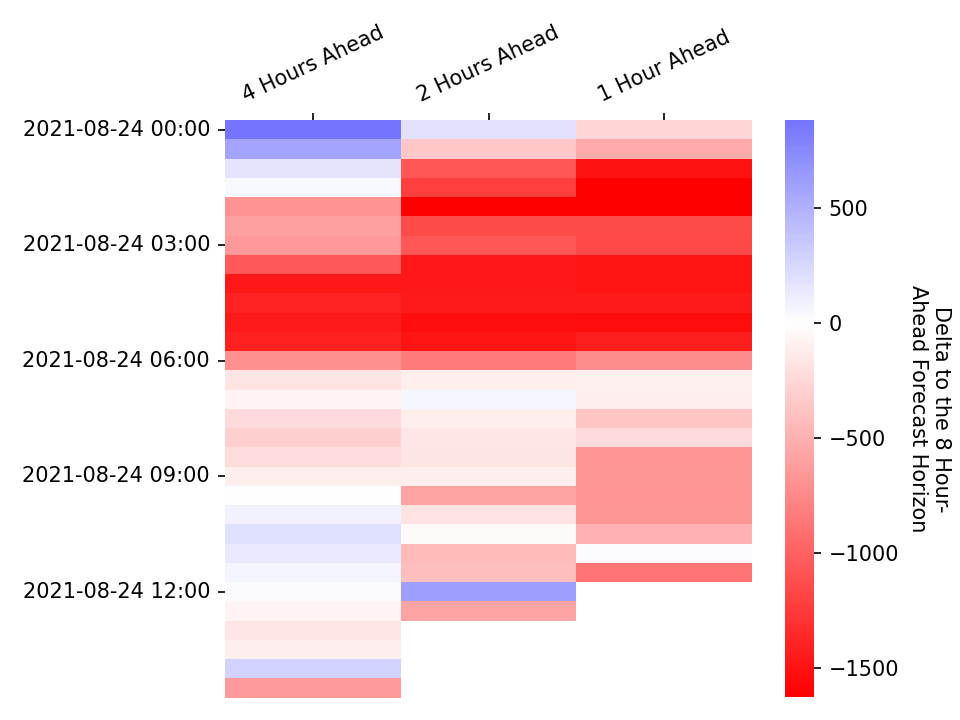 4 Hours Ahead
2 Hours Ahead
1 Hour Ahead
2021-08-24 00:00
2021-08-24 03:00
2021-08-24 06:00
2021-08-24 09:00
2021-08-24 12:00
500
0
−500
−1000
−1500
Delta to the 8 Hour-
Ahead Forecast Horizon